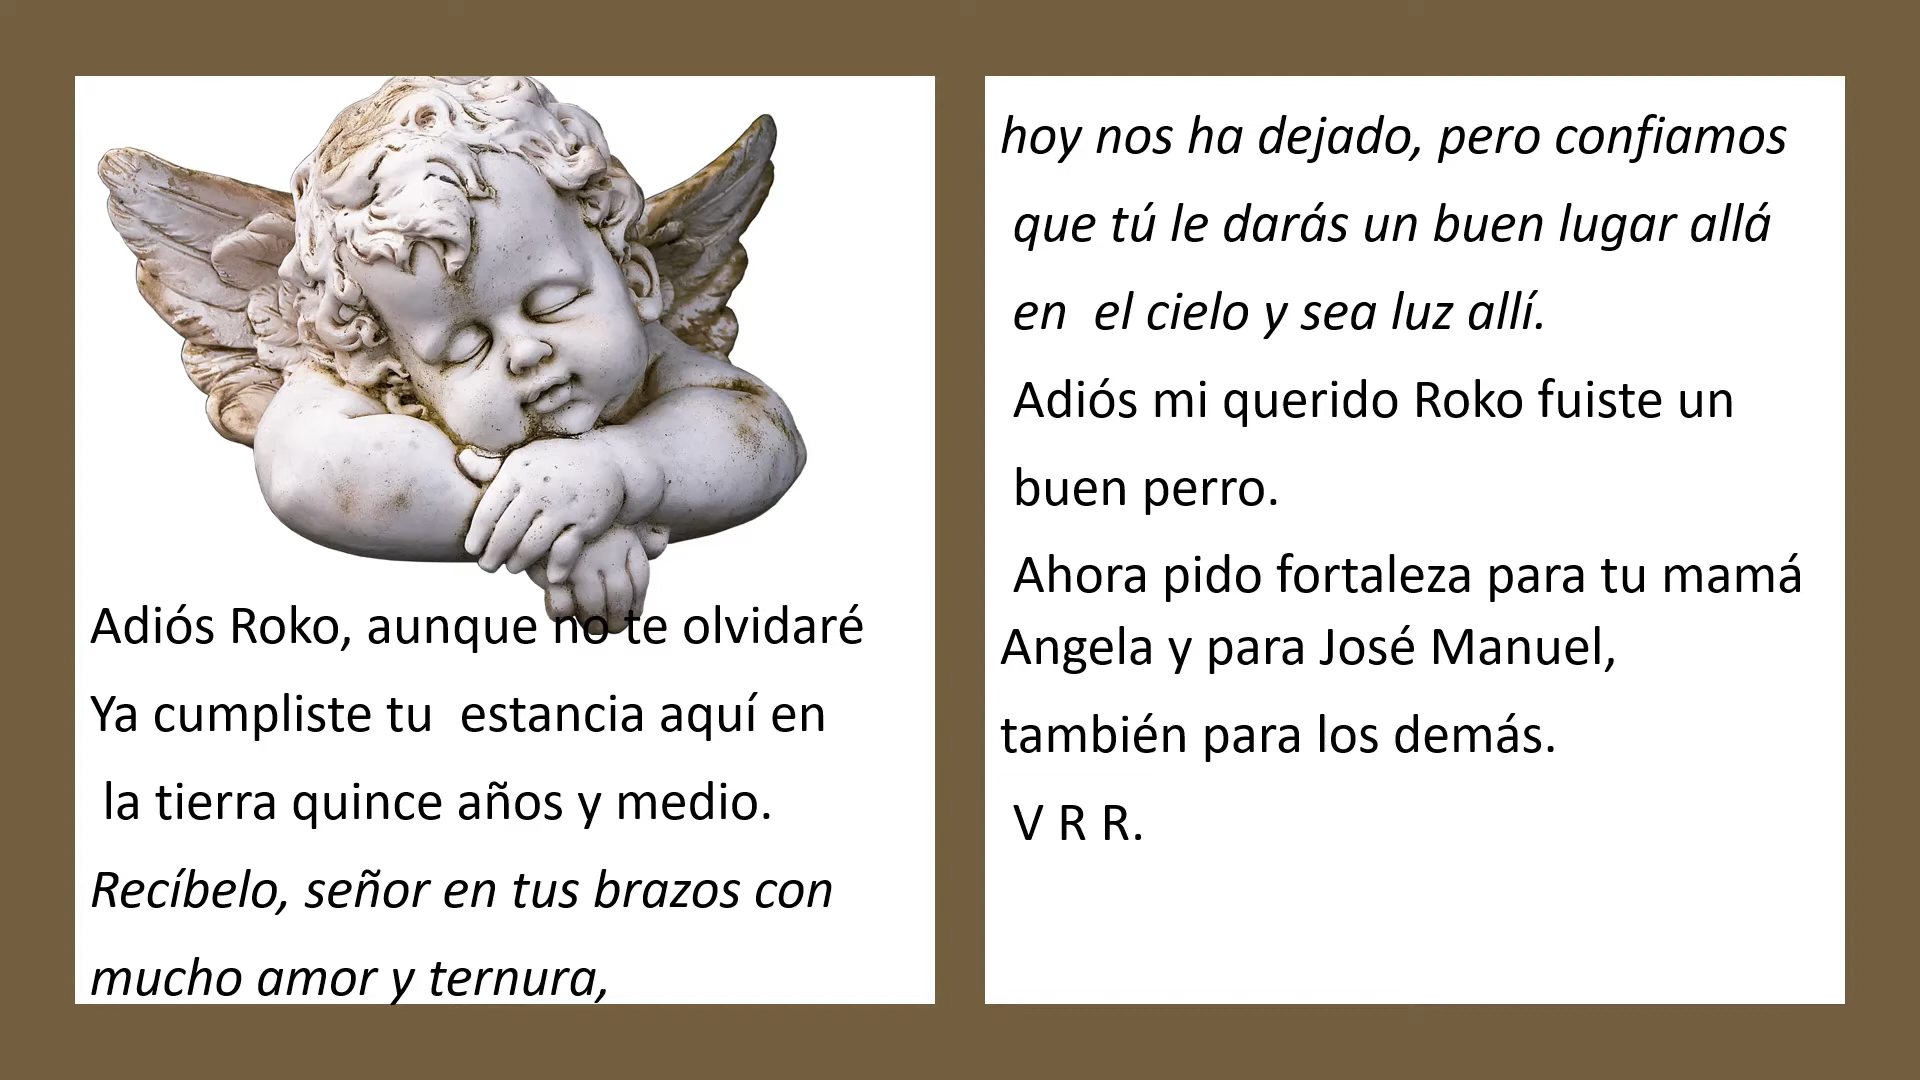 Adiós Roko, aunque no te olvidaré
Ya cumpliste tu  estancia aquí en
la tierra quince años y medio.
Recíbelo, señor en tus brazos con
mucho amor y ternura,
hoy nos ha dejado, pero confiamos
que tú le darás un buen lugar allá
en  el cielo y sea luz allí.
Adiós mi querido Roko fuiste un
buen perro.
Ahora pido fortaleza para tu mamá
Angela y para José Manuel,
también para los demás.
V R R.